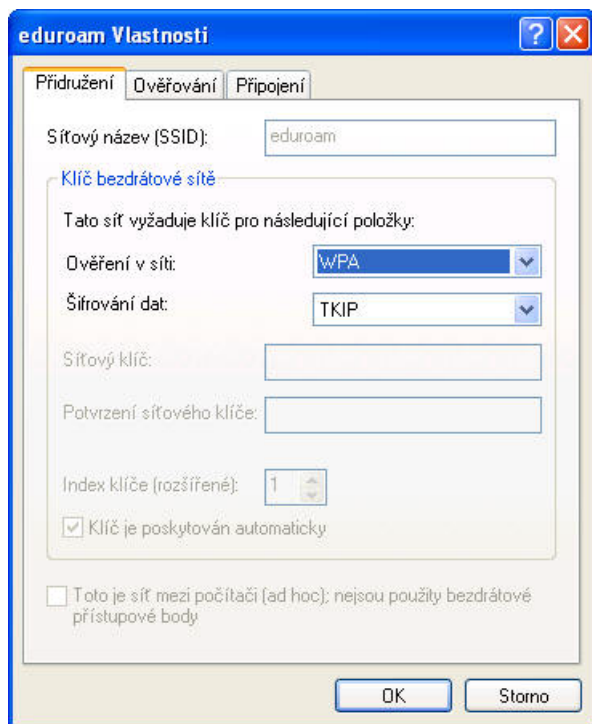 eduroam Vlastnosti
Přidružení Ověřování Připojení
Síťový název (SSID): eduroam
Klíč bezdrátové sítě
Tato síť vyžaduje klíč pro následující položky:
Ověření v síti: WPA
Šifrování dat: TKIP
Síťový klíč:
Potvrzení síťového klíče:
Index klíče (rozšířené): 1
Klíč je poskytován automaticky
Toto je síť mezi počítači (ad hoc); nejsou použity bezdrátové
přístupové body
OK Storno